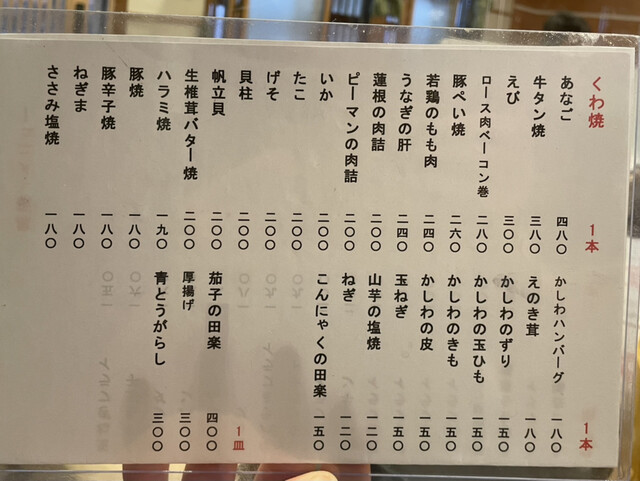 くわ焼 1本
あなご 四八〇
牛タン焼 三八〇
えび 三〇〇
ロース肉ベーコン巻 二八〇
豚ぺい焼 二六〇
若鶏のもも肉 二四〇
うなぎの肝 二四〇
蓮根の肉詰 二〇〇
ピーマンの肉詰 二〇〇
いか 二〇〇
たこ 二〇〇
げそ 二〇〇
貝柱 二〇〇
帆立貝 二〇〇
生椎茸バター焼 二〇〇
ハラミ焼 一九〇
豚焼 一八〇
豚辛子焼 一八〇
ねぎま 一八〇
ささみ塩焼 一八〇
1本
かしわハンバーグ 一八〇
えのき茸 一八〇
かしわのずり 一五〇
かしわの玉ひも 一五〇
かしわのきも 一五〇
かしわの皮 一五〇
玉ねぎ 一五〇
山芋の塩焼 一二〇
ねぎ 一二〇
こんにゃくの田楽 一五〇
1皿
茄子の田楽 四〇〇
厚揚げ 三〇〇
青とうがらし 三〇〇